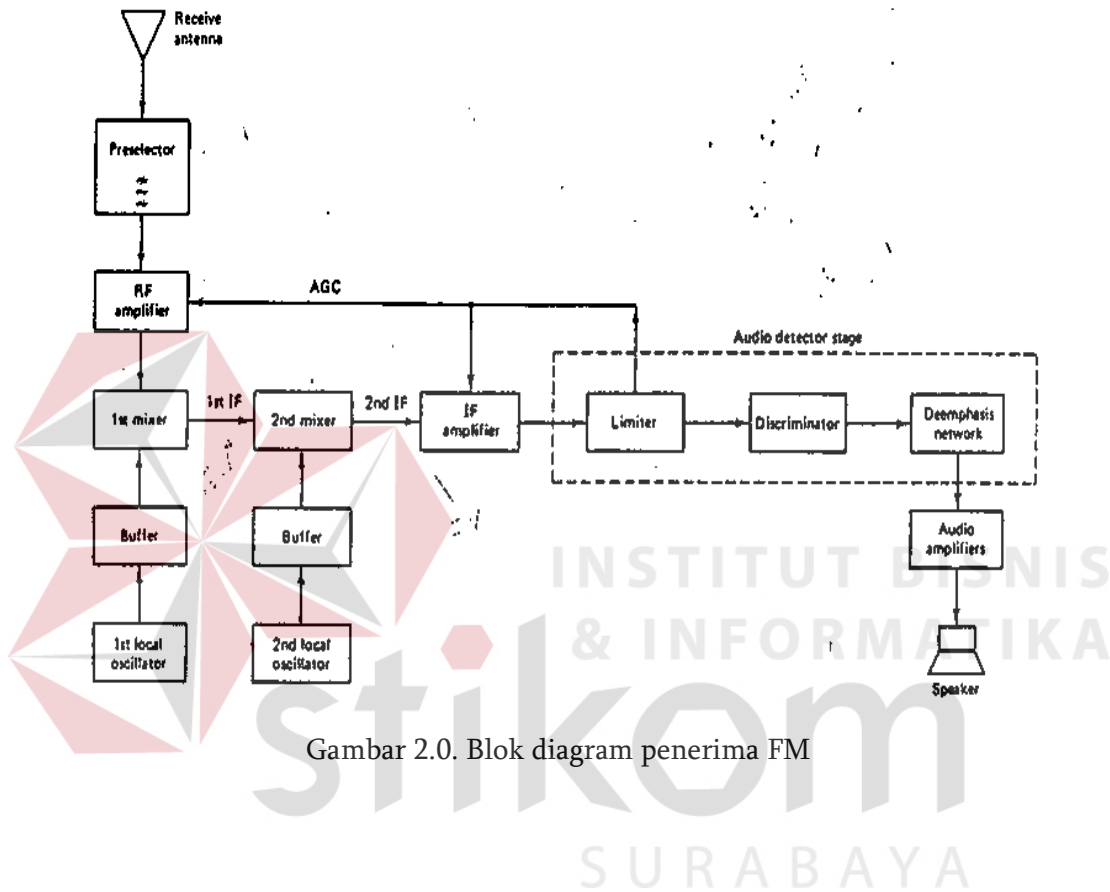 Receive
antenna
Preselector
RF
amplifier
AGC
Audio detector stage
1st mixer
1st IF
2nd mixer
2nd IF
IF
amplifier
Limiter
Discriminator
Deemphasis
network
Buffer
Buffer
Audio
amplifiers
1st local
oscillator
2nd local
oscillator
Speaker
INSTITUT BISNIS
& INFORMATIKA
stikom
SURABAYA
Gambar 2.0. Blok diagram penerima FM